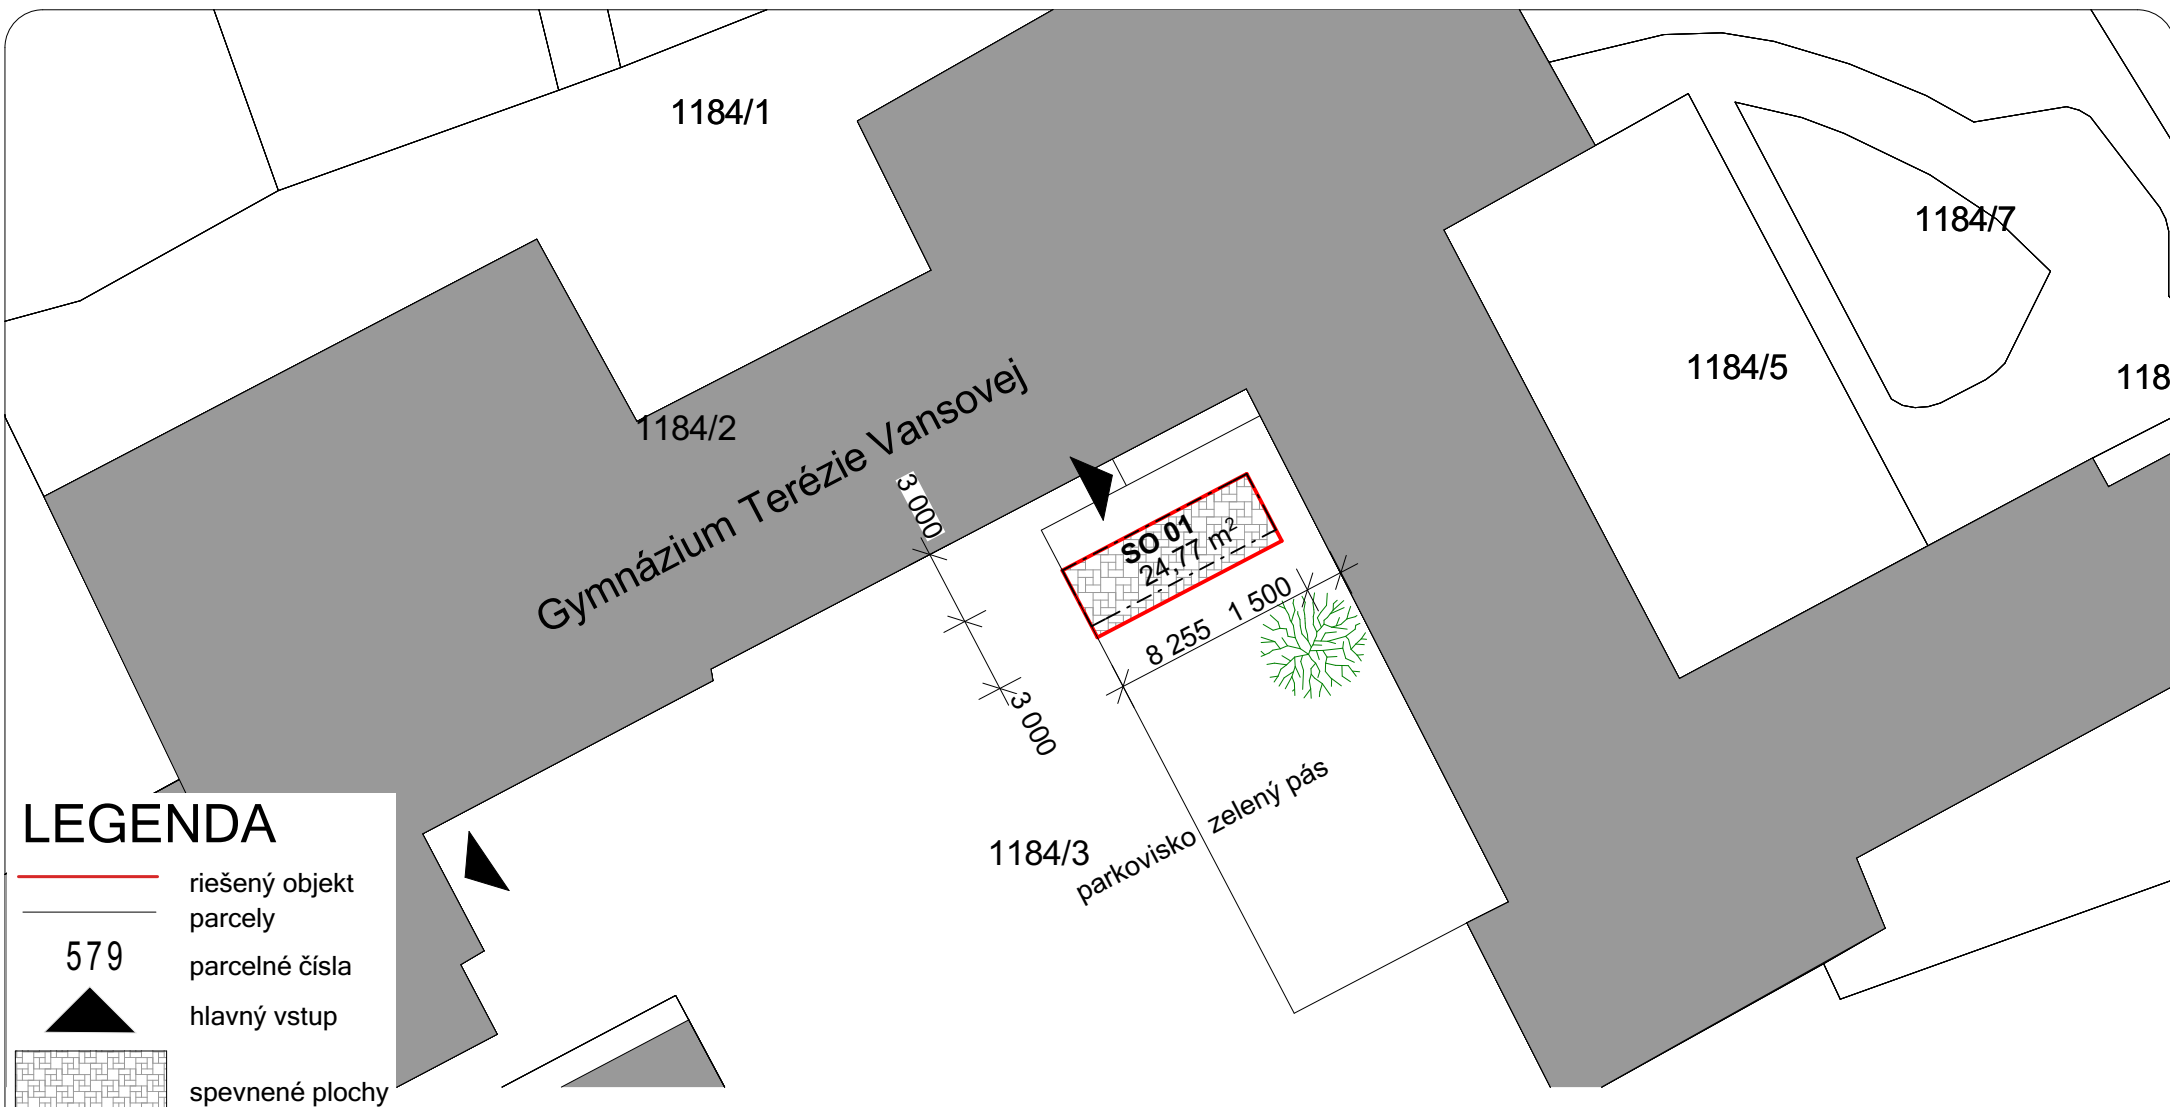 1184/1
1184/7
1184/5
118
1184/2
Gymnázium Terézie Vansovej
3 000
SO 01
24,77 m²
8 255
1 500
3 000
zelený pás
parkovisko
1184/3
LEGENDA
riešený objekt
parcely
579
parcelné čísla
hlavný vstup
spevnené plochy